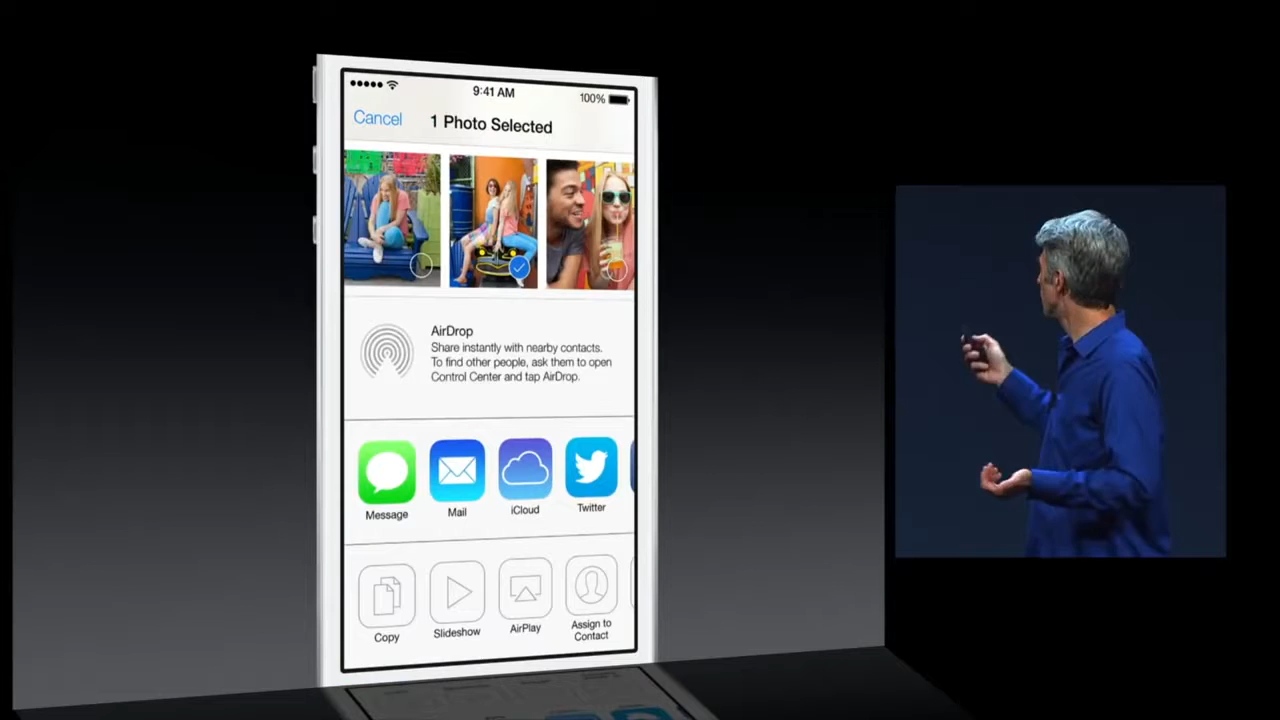 9:41 AM
100%
Cancel
1 Photo Selected
AirDrop
Share instantly with nearby contacts.
To find other people, ask them to open
Control Center and tap AirDrop.
Message
Mail
iCloud
Twitter
Copy
Slideshow
AirPlay
Assign to
Contact